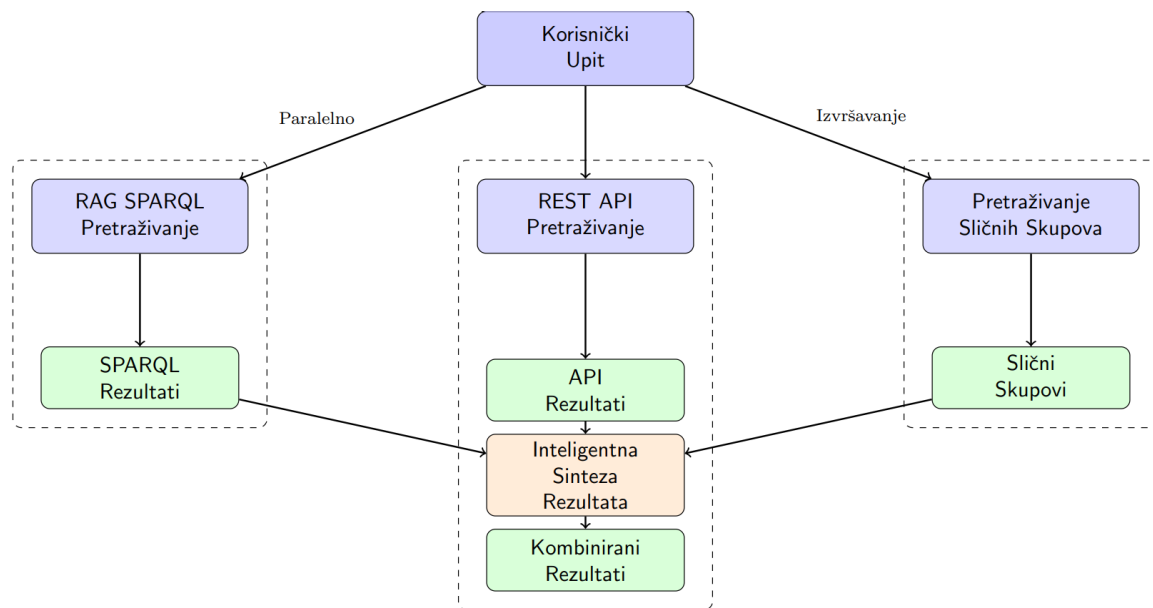 Korisnički
Upit
Paralelno
Izvršavanje
RAG SPARQL
Pretraživanje
REST API
Pretraživanje
Pretraživanje
Sličnih Skupova
SPARQL
Rezultati
API
Rezultati
Slični
Skupovi
Inteligentna
Sinteza
Rezultata
Kombinirani
Rezultati